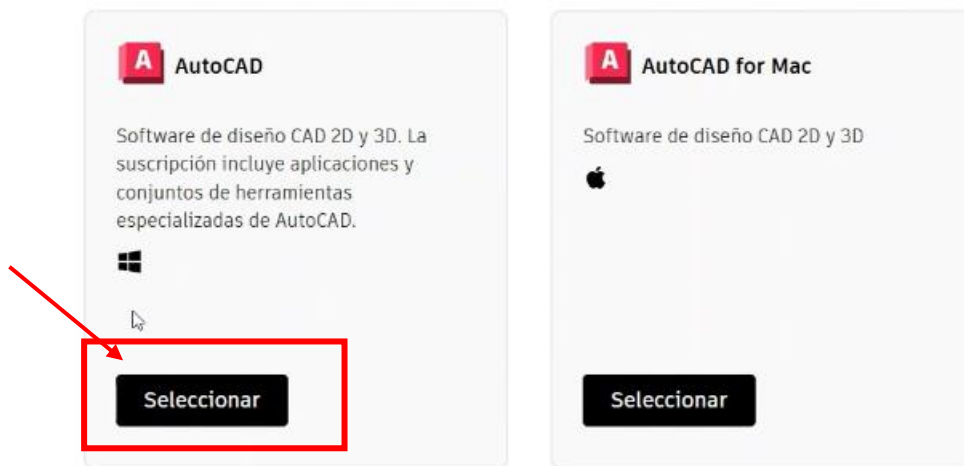 AutoCAD
Software de diseño CAD 2D y 3D. La
suscripción incluye aplicaciones y
conjuntos de herramientas
especializadas de AutoCAD.
Seleccionar
AutoCAD for Mac
Software de diseño CAD 2D y 3D
Seleccionar